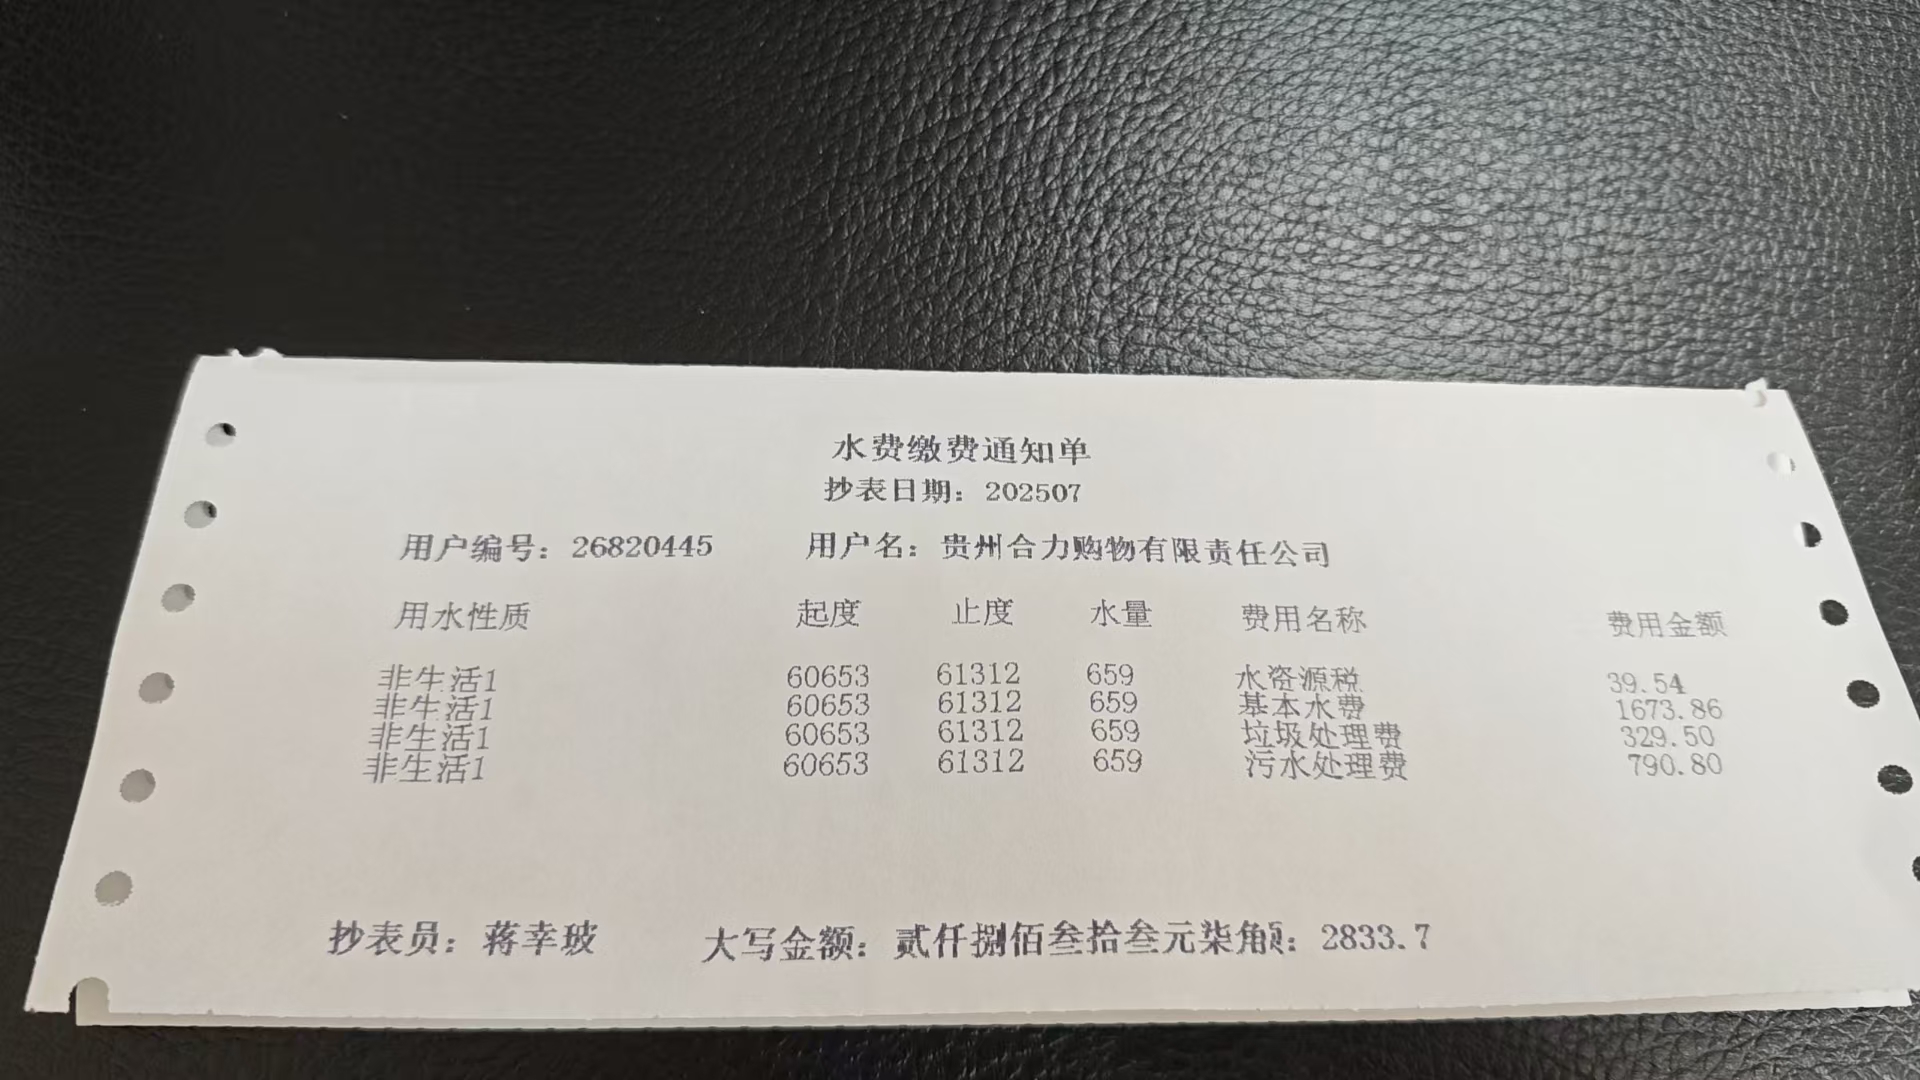 水费缴费通知单
抄表日期：202507
用户编号：26820445 用户名：贵州合力购物有限责任公司
用水性质 起度 止度 水量 费用名称 费用金额
非生活1 60653 61312 659 水资源税 39.54
非生活1 60653 61312 659 基本水费 1673.86
非生活1 60653 61312 659 垃圾处理费 329.50
非生活1 60653 61312 659 污水处理费 790.80
抄表员：蒋幸玻 大写金额：贰仟捌佰叁拾叁元柒角 ：2833.7